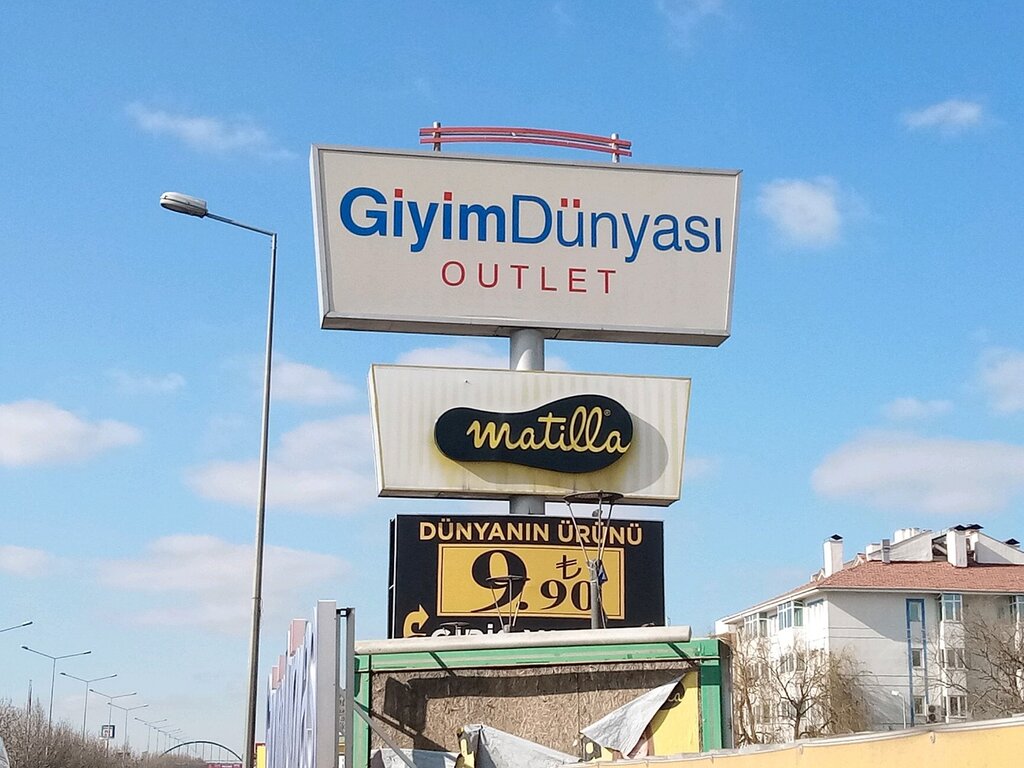 GiyimDünyası
OUTLET
matilla®
DÜNYANIN ÜRÜNÜ
9.90 ₺